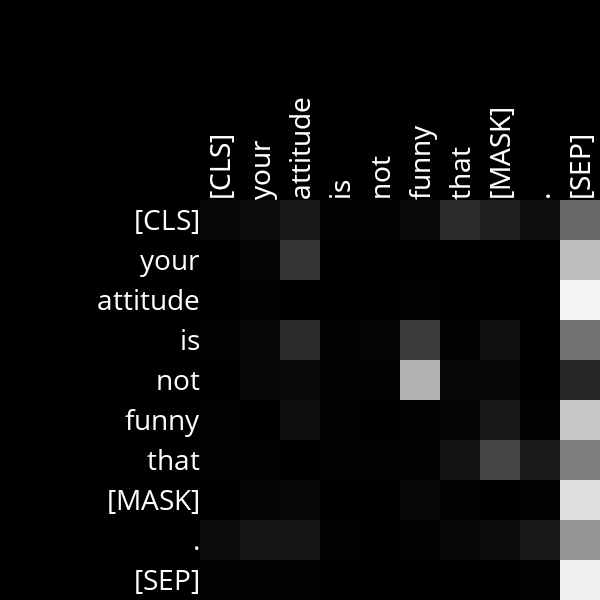 [CLS] your attitude is not funny that [MASK] . [SEP]
[CLS]
your
attitude
is
not
funny
that
[MASK]
.
[SEP]